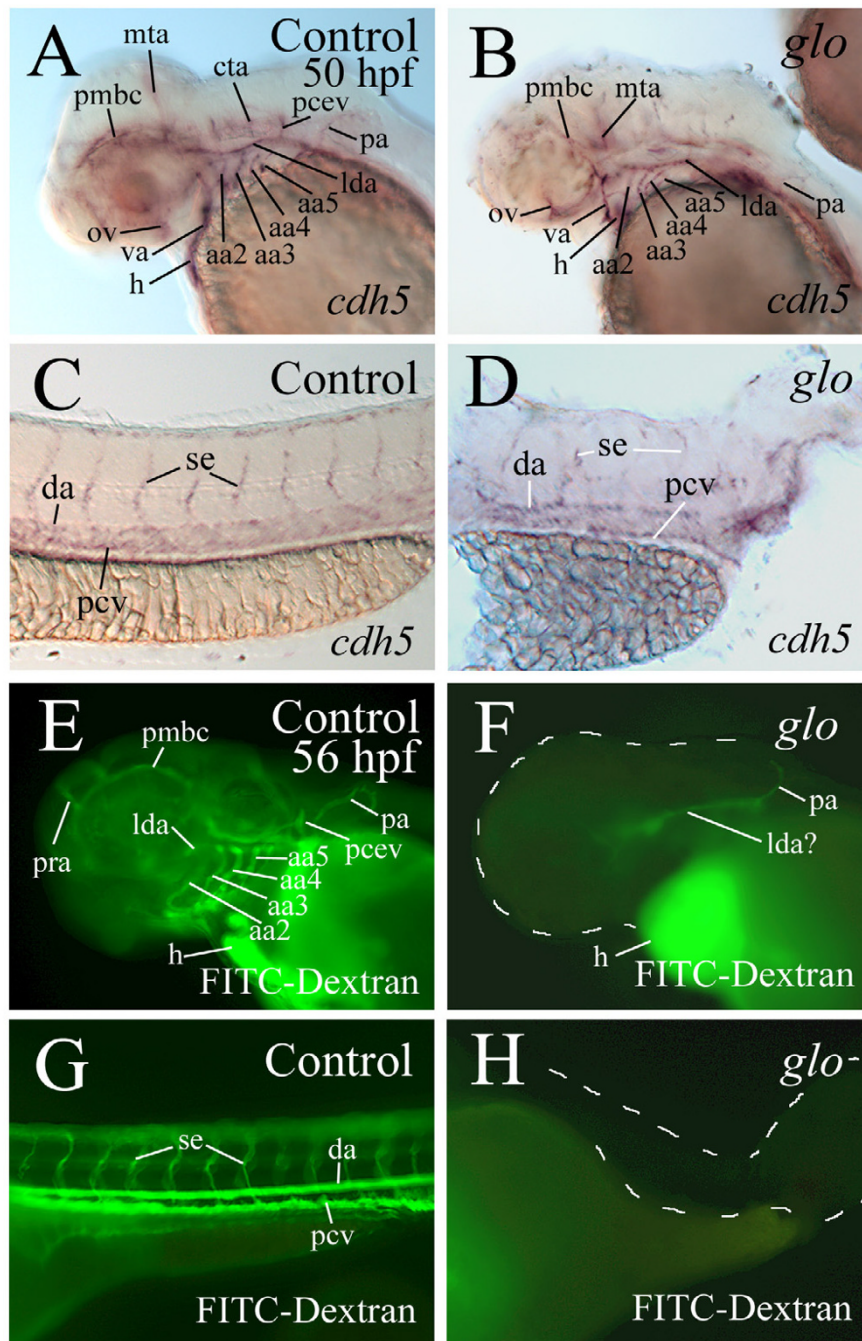 A
Control
50 hpf
mta
cta
pmbc
pcev
pa
lda
aa5
aa4
aa3
aa2
ov
va
h
cdh5
B
glo
pmbc
mta
ov
va
h
aa2
aa3
aa4
aa5
lda
pa
cdh5
C
Control
se
da
pcv
cdh5
D
glo
se
da
pcv
cdh5
E
Control
56 hpf
pmbc
pra
lda
pa
pcev
aa5
aa4
aa3
aa2
h
FITC-Dextran
F
glo
pa
lda?
h
FITC-Dextran
G
Control
se
da
pcv
FITC-Dextran
H
glo
FITC-Dextran